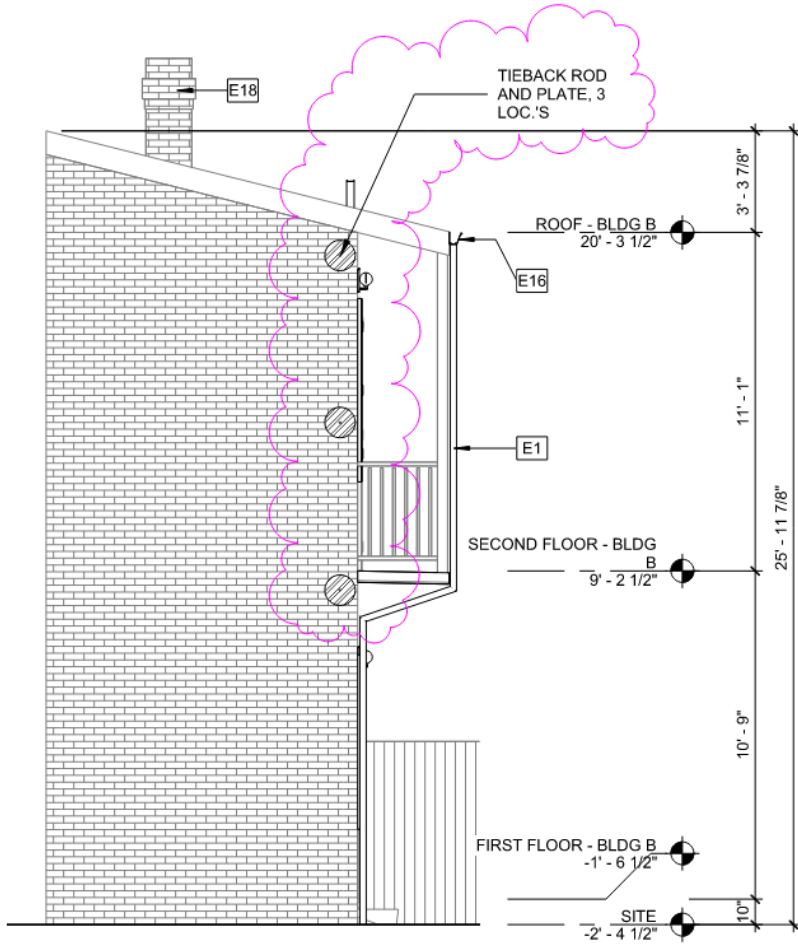 TIEBACK ROD
AND PLATE, 3
LOC.'S
E18
3' - 3 7/8"
ROOF - BLDG B
20' - 3 1/2"
E16
11' - 1"
E1
25' - 11 7/8"
SECOND FLOOR - BLDG
B
9' - 2 1/2"
10' - 9"
FIRST FLOOR - BLDG B
-1' - 6 1/2"
10"
SITE
-2' - 4 1/2"